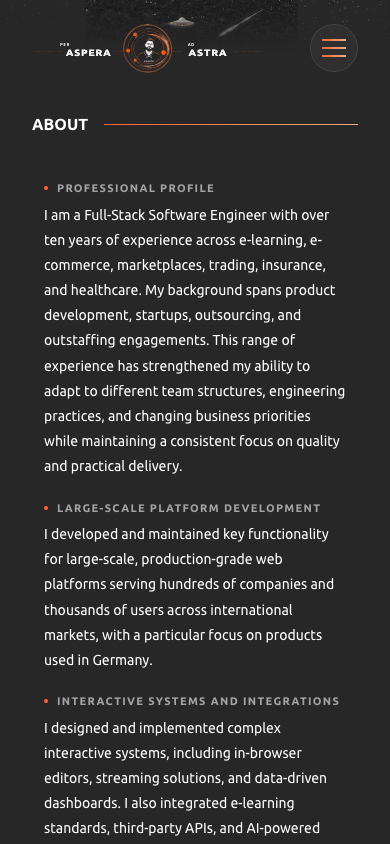 PER
ASPERA
AD
ASTRA
ABOUT
PROFESSIONAL PROFILE
I am a Full-Stack Software Engineer with over
ten years of experience across e-learning, e-
commerce, marketplaces, trading, insurance,
and healthcare. My background spans product
development, startups, outsourcing, and
outstaffing engagements. This range of
experience has strengthened my ability to
adapt to different team structures, engineering
practices, and changing business priorities
while maintaining a consistent focus on quality
and practical delivery.
LARGE-SCALE PLATFORM DEVELOPMENT
I developed and maintained key functionality
for large-scale, production-grade web
platforms serving hundreds of companies and
thousands of users across international
markets, with a particular focus on products
used in Germany.
INTERACTIVE SYSTEMS AND INTEGRATIONS
I designed and implemented complex
interactive systems, including in-browser
editors, streaming solutions, and data-driven
dashboards. I also integrated e-learning
standards, third-party APIs, and AI-powered